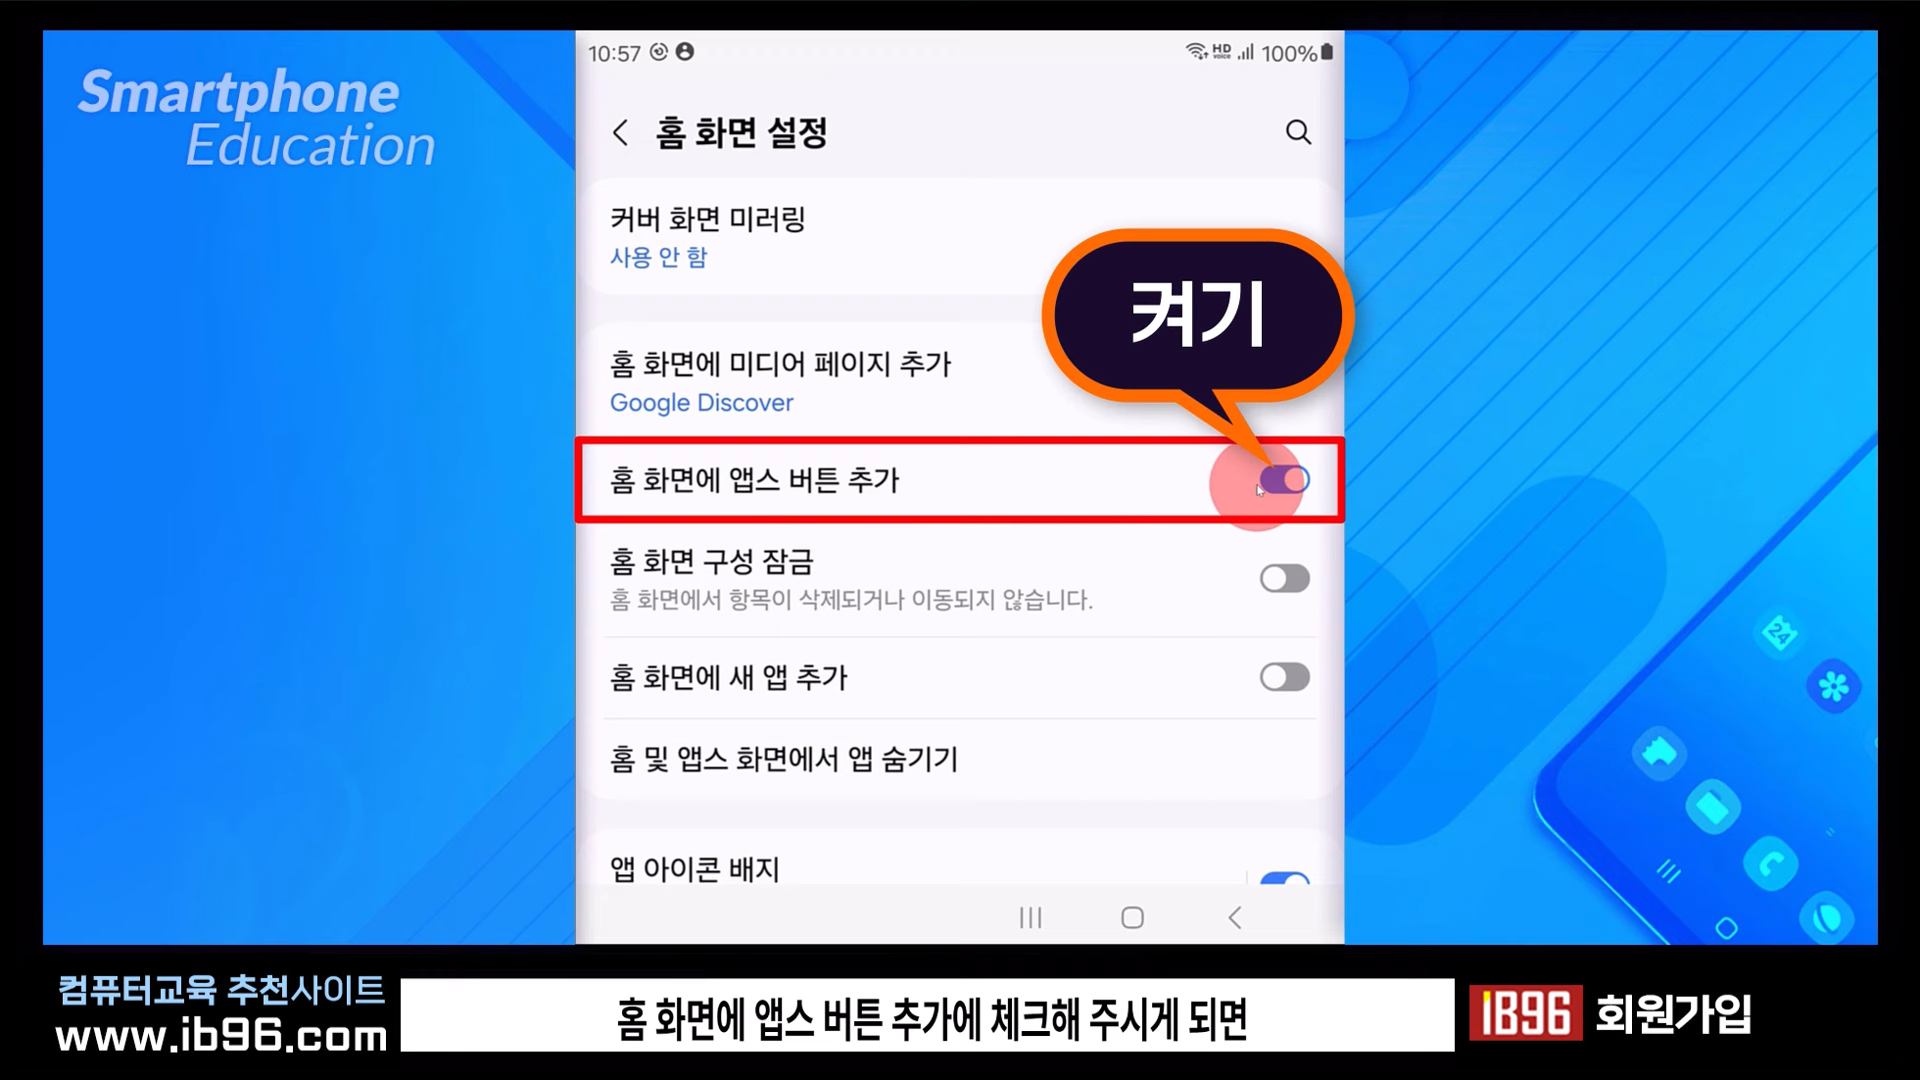 Smartphone
Education
10:57
HD
voice
100%
홈 화면 설정
커버 화면 미러링
사용 안 함
켜기
홈 화면에 미디어 페이지 추가
Google Discover
홈 화면에 앱스 버튼 추가
홈 화면 구성 잠금
홈 화면에서 항목이 삭제되거나 이동되지 않습니다.
홈 화면에 새 앱 추가
홈 및 앱스 화면에서 앱 숨기기
앱 아이콘 배지
24
컴퓨터교육 추천사이트
www.ib96.com
홈 화면에 앱스 버튼 추가에 체크해 주시게 되면
IB96 회원가입